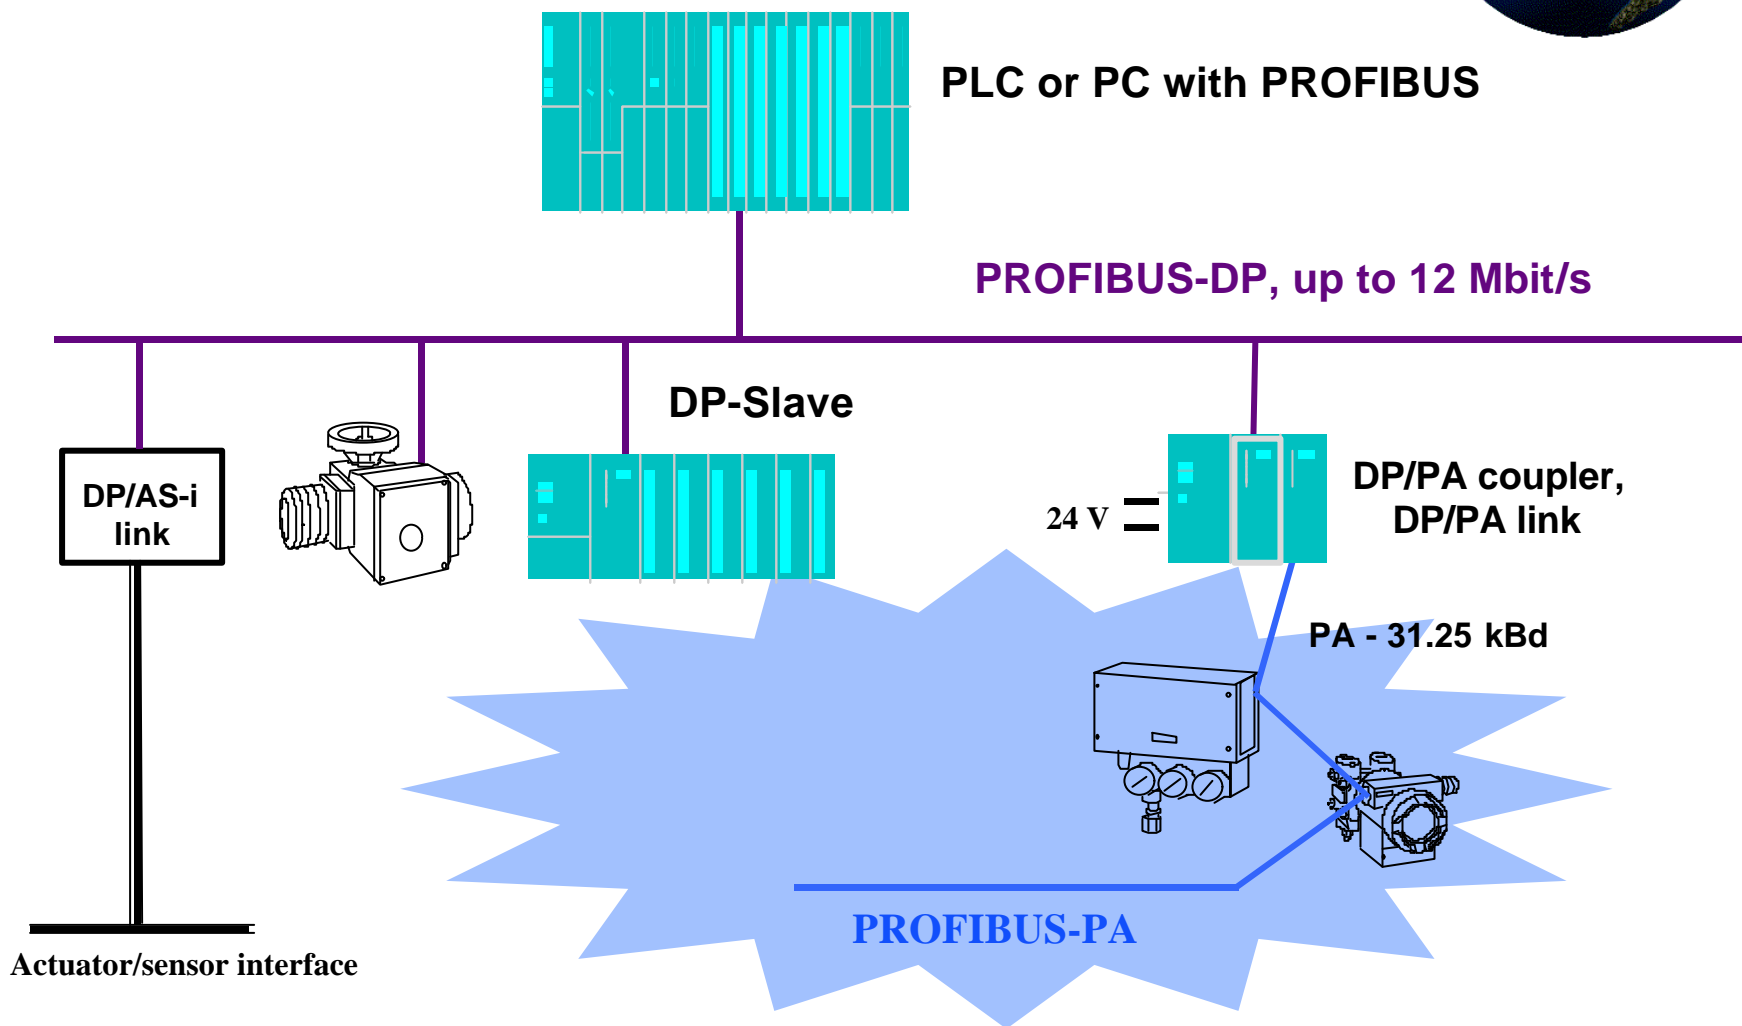 PLC or PC with PROFIBUS
PROFIBUS-DP, up to 12 Mbit/s
DP-Slave
DP/AS-i
link
24 V
DP/PA coupler,
DP/PA link
PA - 31.25 kBd
PROFIBUS-PA
Actuator/sensor interface